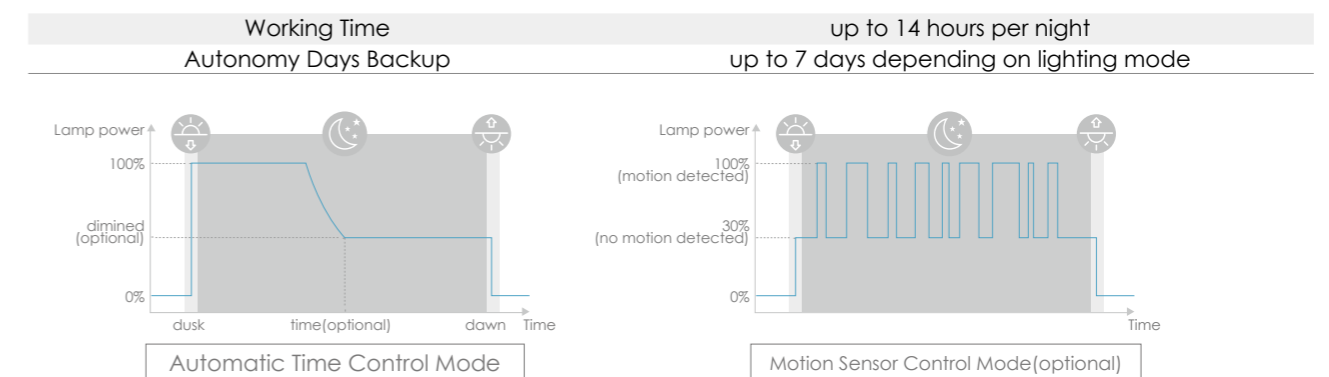 Working Time up to 14 hours per night
Autonomy Days Backup up to 7 days depending on lighting mode
Lamp power
100%
dimined
(optional)
0%
dusk time(optional) dawn Time
Automatic Time Control Mode
Lamp power
100%
(motion detected)
30%
(no motion detected)
0%
Time
Motion Sensor Control Mode(optional)